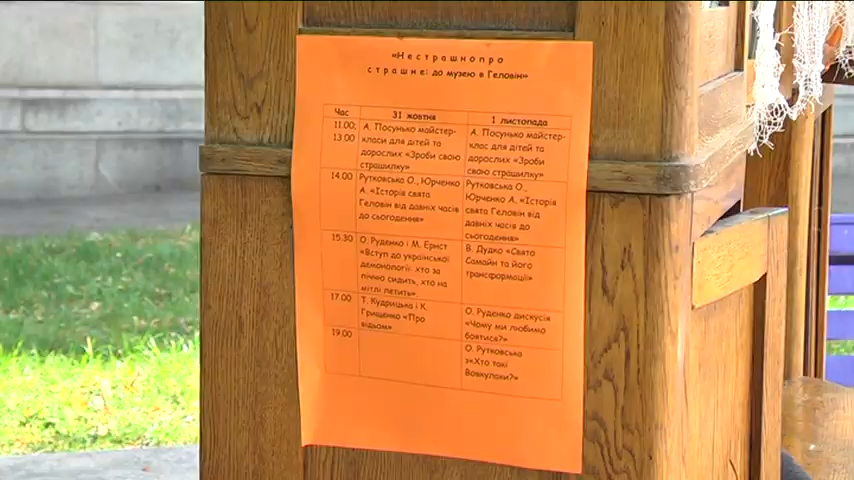 «Нестрашнопро
страшне: до музею в Геловін»
Час 31 жовтня 1 листопада
11.00; А. Посунько майстер- А. Посунько майстер-
13.00 класи для дітей та клас для дітей та
дорослих «Зроби свою дорослих «Зроби
страшилку» свою страшилку»
14.00 Рутковська О., Юрченко Рутковська О.,
А. «Історія свята Юрченко А. «Історія
Геловін від давніх часів свята Геловін від
до сьогодення» давніх часів до
сьогодення»
15.30 О. Руденко і М. Ернст В. Дудко «Свято
«Вступ до української Самайн та його
демонології: хто за трансформації»
піччю сидить, хто на
мітлі летить»
17.00 Т. Кудрицька і К. О. Руденко дискусія
Грищенко «Про «Чому ми любимо
відьом» боятися?»
19.00 О. Рутковська
з«Хто такі
Вовкулаки?»